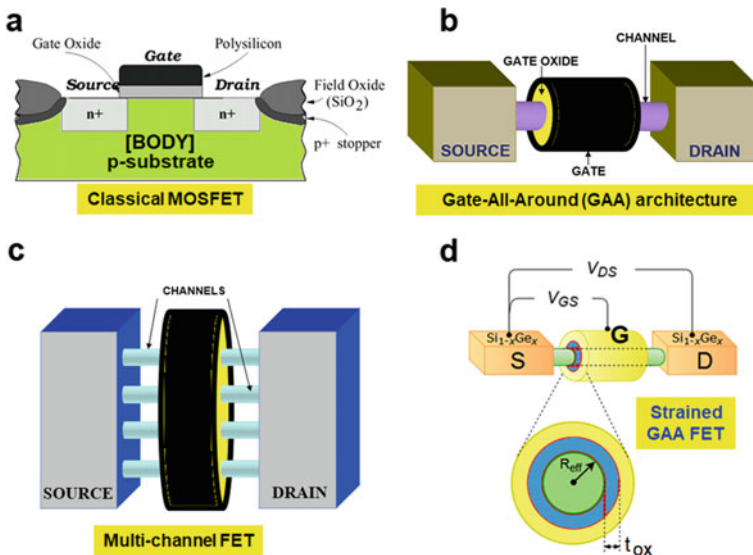 a
Gate Oxide
Polysilicon
Gate
Source
Drain
Field Oxide
(SiO2)
n+
n+
p+ stopper
[BODY]
p-substrate
Classical MOSFET
b
CHANNEL
GATE OXIDE
SOURCE
DRAIN
GATE
Gate-All-Around (GAA) architecture
c
CHANNELS
SOURCE
DRAIN
Multi-channel FET
d
VDS
VGS
Si1-xGex
S
G
Si1-xGex
D
Strained
GAA FET
Reff
tox